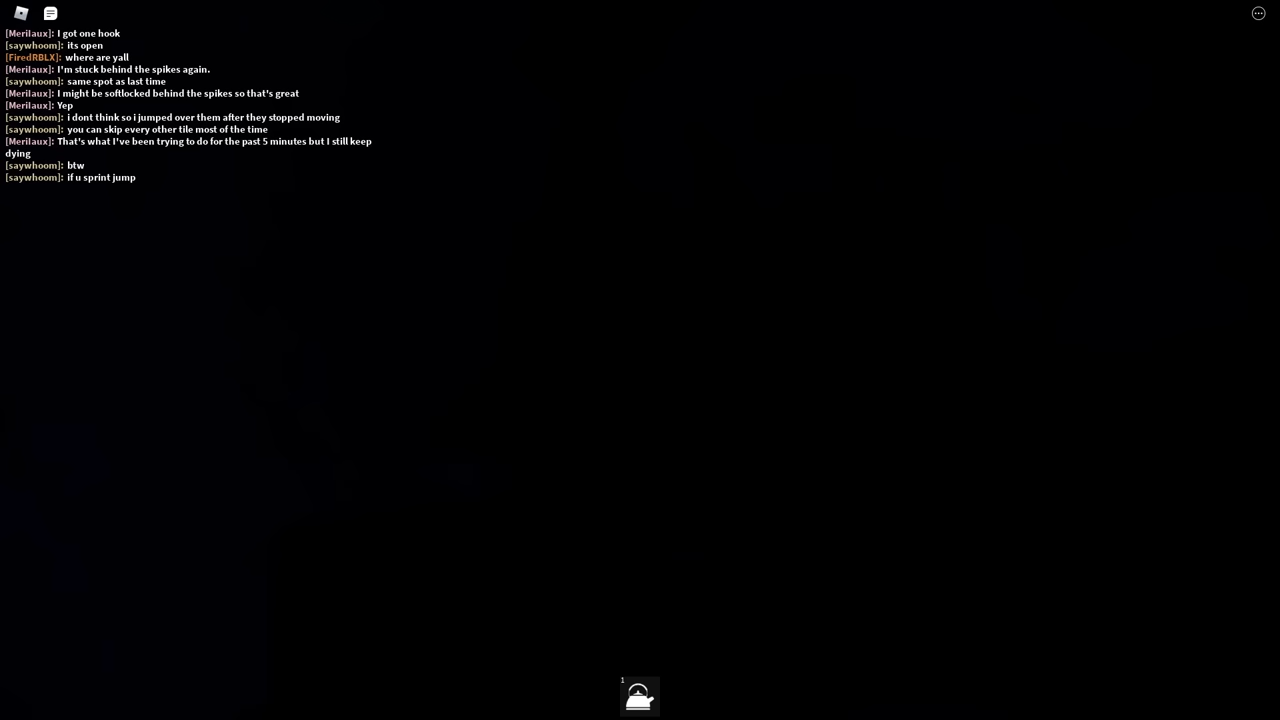 [Merilaux]: I got one hook
[saywhoom]: its open
[FiredRBLX]: where are yall
[Merilaux]: I'm stuck behind the spikes again.
[saywhoom]: same spot as last time
[Merilaux]: I might be softlocked behind the spikes so that's great
[Merilaux]: Yep
[saywhoom]: i dont think so i jumped over them after they stopped moving
[saywhoom]: you can skip every other tile most of the time
[Merilaux]: That's what I've been trying to do for the past 5 minutes but I still keep
dying
[saywhoom]: btw
[saywhoom]: if u sprint jump
1